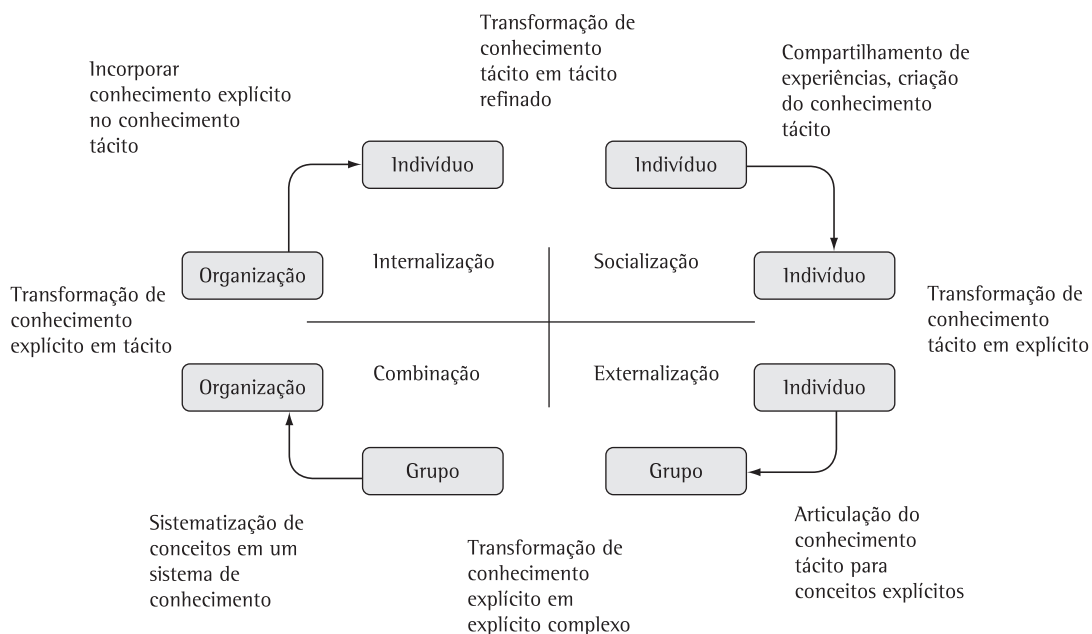 Transformação de
conhecimento
tácito em tácito
refinado
Incorporar
conhecimento explícito
no conhecimento
tácito
Compartilhamento de
experiências, criação
do conhecimento
tácito
Indivíduo
Indivíduo
Organização
Internalização
Socialização
Indivíduo
Transformação de
conhecimento
explícito em tácito
Transformação de
conhecimento
tácito em explícito
Organização
Combinação
Externalização
Indivíduo
Grupo
Grupo
Sistematização de
conceitos em um
sistema de
conhecimento
Transformação de
conhecimento
explícito em
explícito complexo
Articulação do
conhecimento
tácito para
conceitos explícitos